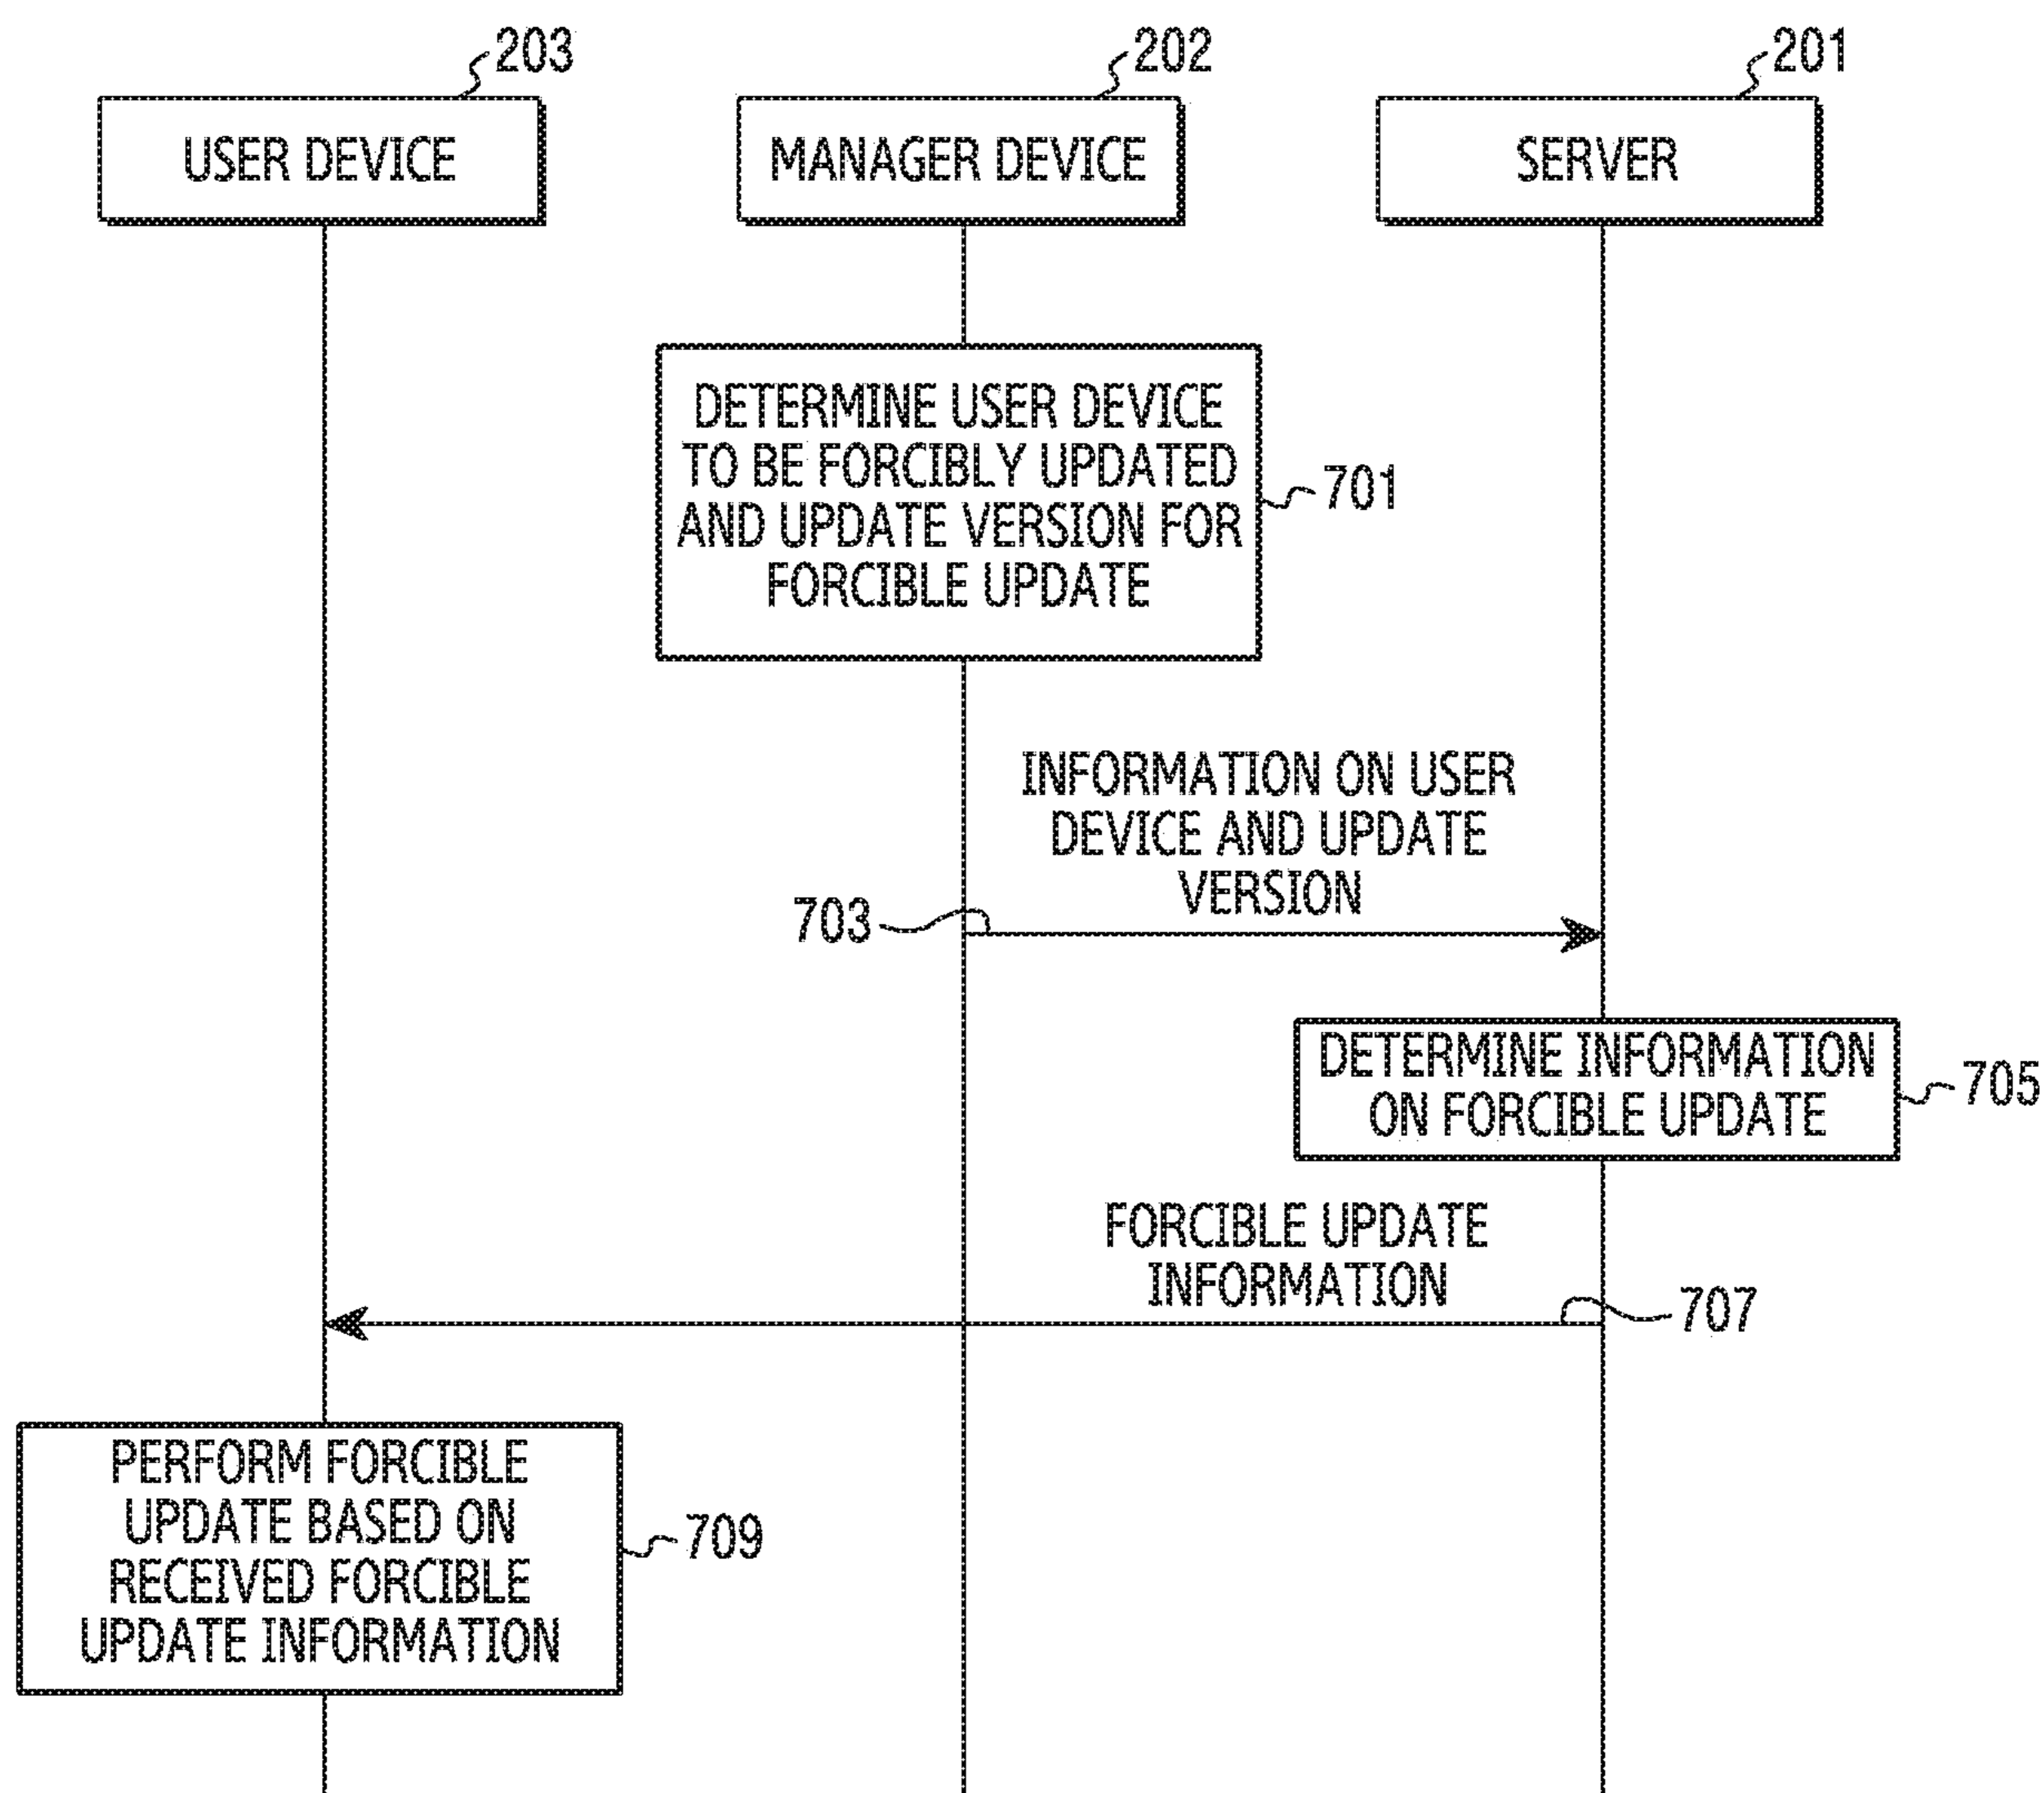 203
202
201
USER DEVICE
MANAGER DEVICE
SERVER
DETERMINE USER DEVICE
TO BE FORCIBLY UPDATED
AND UPDATE VERSION FOR
FORCIBLE UPDATE
701
INFORMATION ON USER
DEVICE AND UPDATE
VERSION
703
DETERMINE INFORMATION
ON FORCIBLE UPDATE
705
FORCIBLE UPDATE
INFORMATION
707
PERFORM FORCIBLE
UPDATE BASED ON
RECEIVED FORCIBLE
UPDATE INFORMATION
709